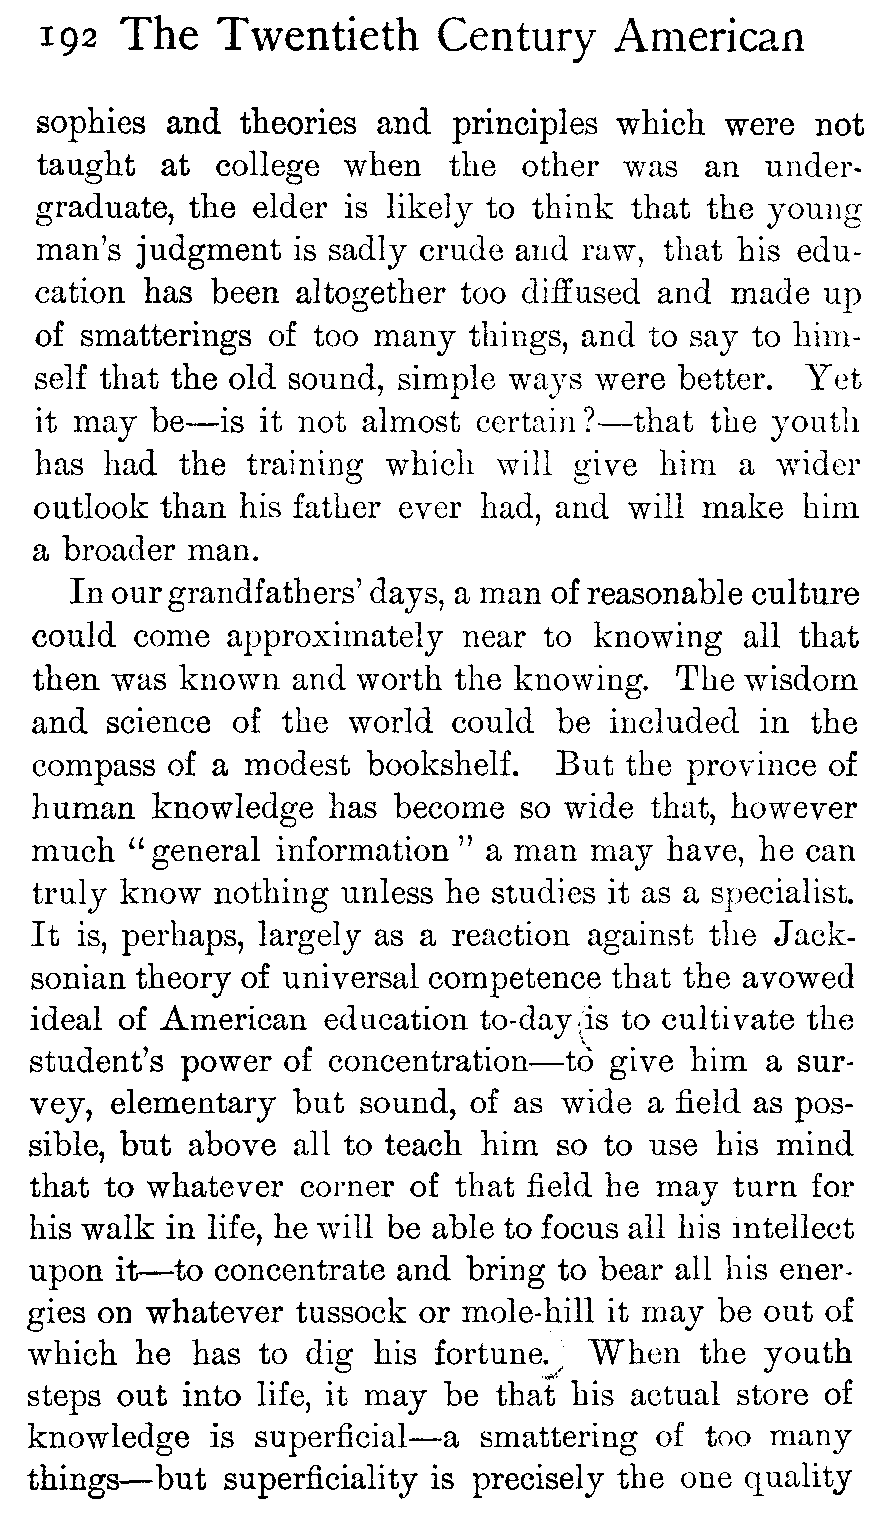 192 The Twentieth Century American
sophies and theories and principles which were not
taught at college when the other was an under-
graduate, the elder is likely to think that the young
man's judgment is sadly crude and raw, that his edu-
cation has been altogether too diffused and made up
of smatterings of too many things, and to say to him-
self that the old sound, simple ways were better. Yet
it may be—is it not almost certain?—that the youth
has had the training which will give him a wider
outlook than his father ever had, and will make him
a broader man.
In our grandfathers' days, a man of reasonable culture
could come approximately near to knowing all that
then was known and worth the knowing. The wisdom
and science of the world could be included in the
compass of a modest bookshelf. But the province of
human knowledge has become so wide that, however
much "general information" a man may have, he can
truly know nothing unless he studies it as a specialist.
It is, perhaps, largely as a reaction against the Jack-
sonian theory of universal competence that the avowed
ideal of American education to-day is to cultivate the
student's power of concentration—to give him a sur-
vey, elementary but sound, of as wide a field as pos-
sible, but above all to teach him so to use his mind
that to whatever corner of that field he may turn for
his walk in life, he will be able to focus all his intellect
upon it—to concentrate and bring to bear all his ener-
gies on whatever tussock or mole-hill it may be out of
which he has to dig his fortune. When the youth
steps out into life, it may be that his actual store of
knowledge is superficial—a smattering of too many
things—but superficiality is precisely the one quality